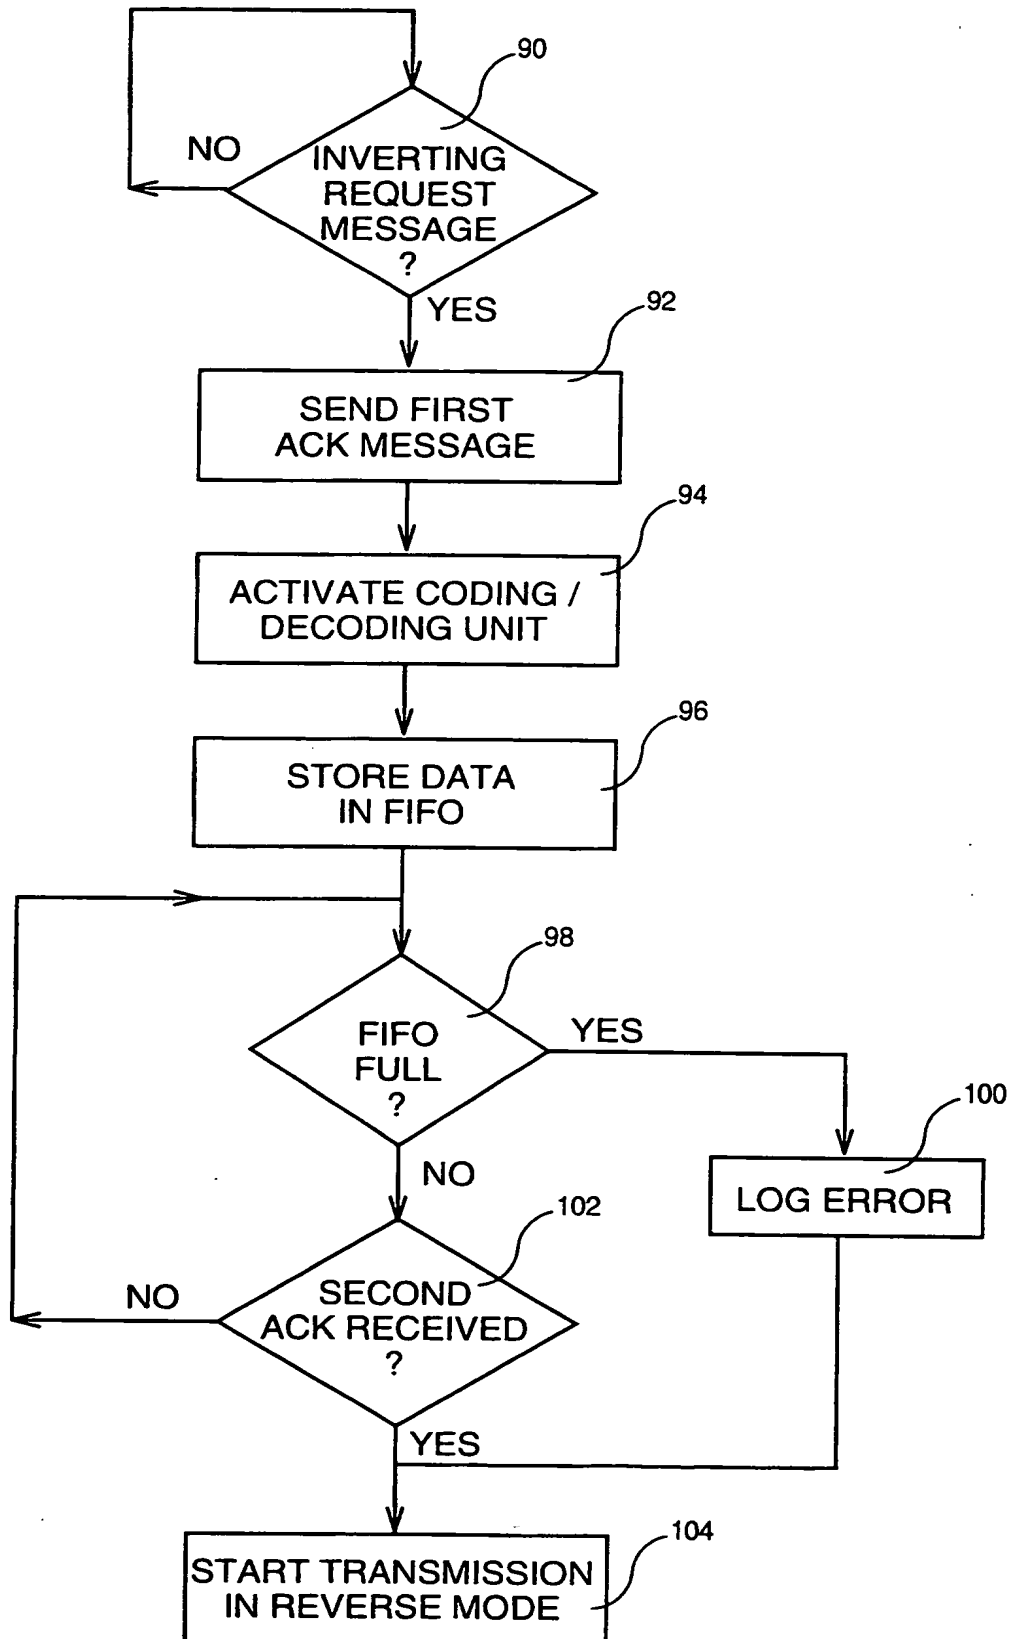 90
NO
INVERTING
REQUEST
MESSAGE
?
YES
92
SEND FIRST
ACK MESSAGE
94
ACTIVATE CODING /
DECODING UNIT
96
STORE DATA
IN FIFO
98
FIFO
FULL
?
YES
100
NO
LOG ERROR
102
SECOND
ACK RECEIVED
?
NO
YES
104
START TRANSMISSION
IN REVERSE MODE